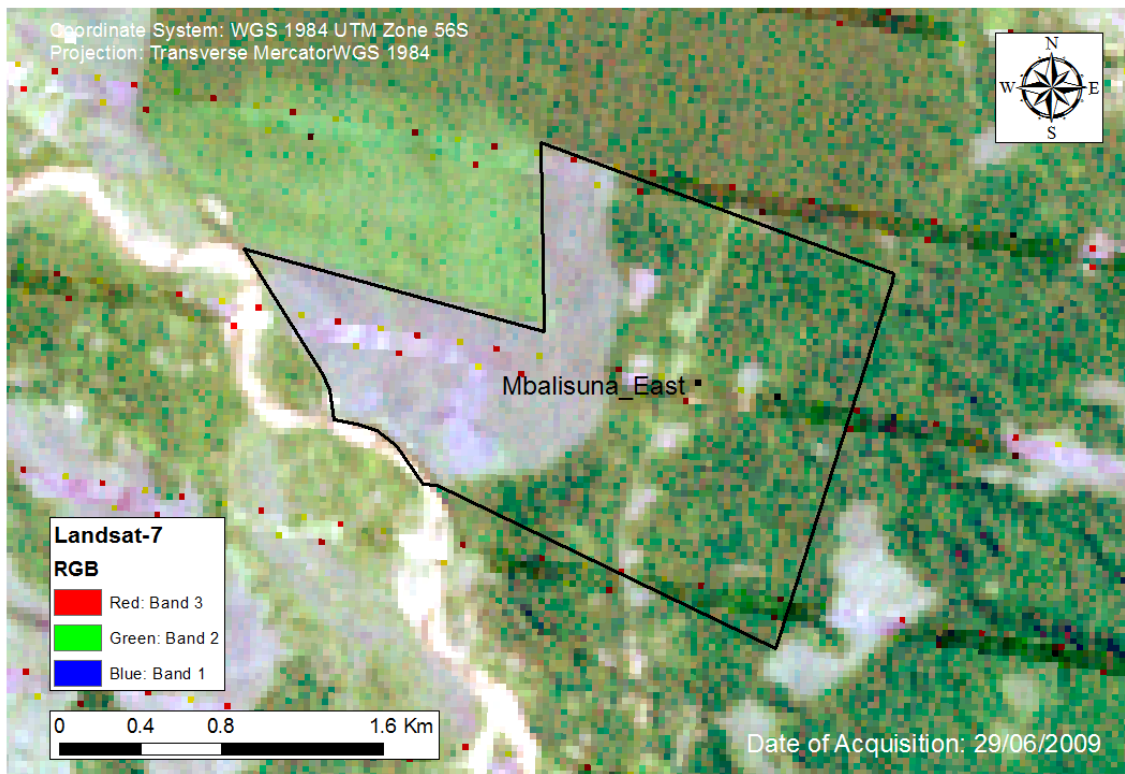 Coordinate System: WGS 1984 UTM Zone 56S
Projection: Transverse MercatorWGS 1984
N
W E
S
Mbalisuna_East
Landsat-7
RGB
Red: Band 3
Green: Band 2
Blue: Band 1
0 0.4 0.8 1.6 Km
Date of Acquisition: 29/06/2009